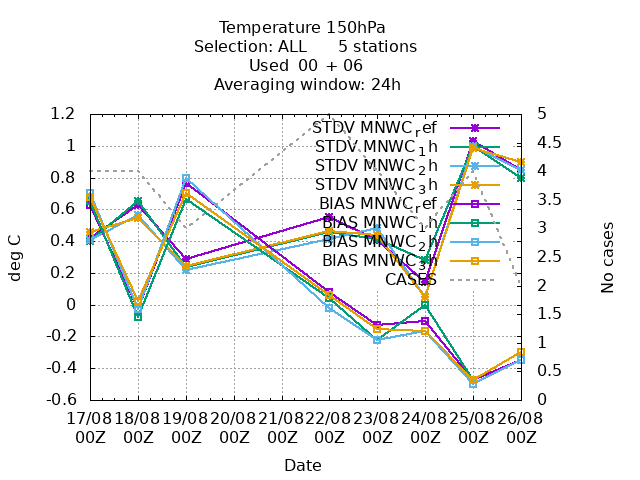 Temperature 150hPa
Selection: ALL      5 stations
Used  00 + 06
Averaging window: 24h
1.2
1
0.8
0.6
0.4
0.2
0
-0.2
-0.4
-0.6
5
4.5
4
3.5
3
2.5
2
1.5
1
0.5
0
deg C
No cases
STDV MNWC_ref
STDV MNWC_1h
STDV MNWC_2h
STDV MNWC_3h
BIAS MNWC_ref
BIAS MNWC_1h
BIAS MNWC_2h
BIAS MNWC_3h
CASES
17/08 18/08 19/08 20/08 21/08 22/08 23/08 24/08 25/08 26/08
00Z 00Z 00Z 00Z 00Z 00Z 00Z 00Z 00Z 00Z
Date